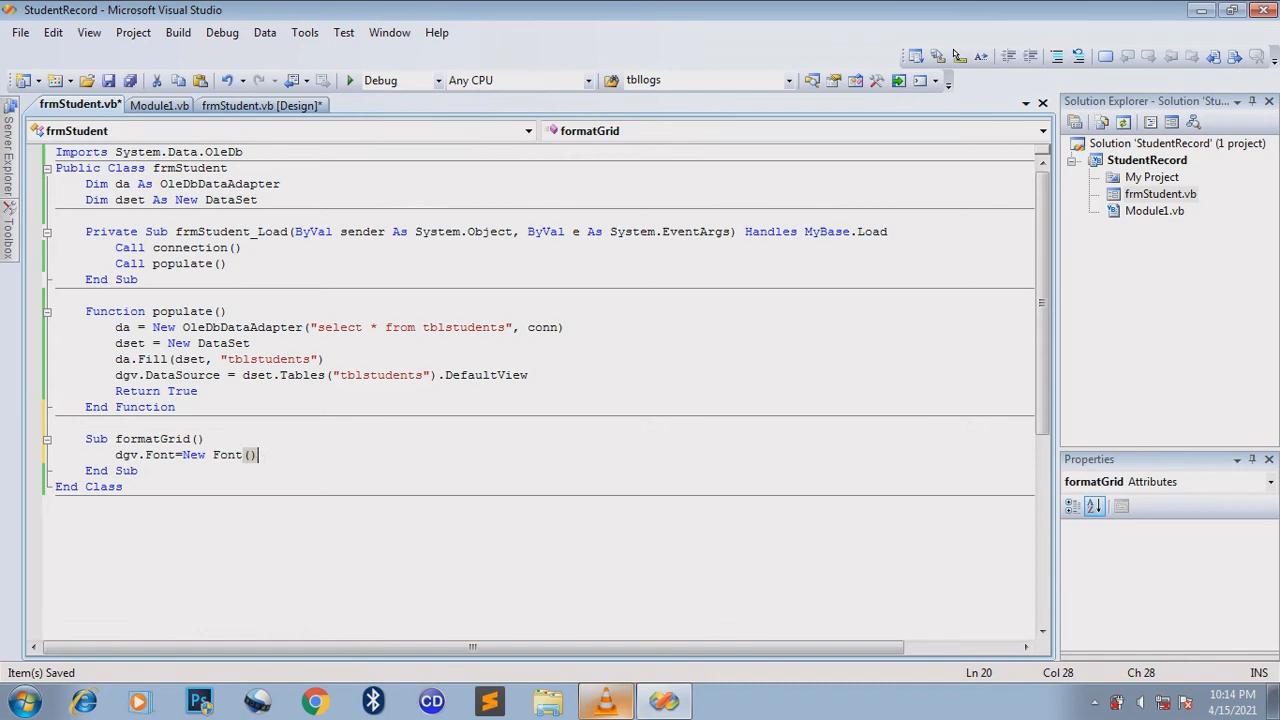 StudentRecord - Microsoft Visual Studio
File Edit View Project Build Debug Data Tools Test Window Help
Debug Any CPU tbllogs
frmStudent.vb* Module1.vb frmStudent.vb [Design]*
frmStudent formatGrid
Imports System.Data.OleDb
Public Class frmStudent
Dim da As OleDbDataAdapter
Dim dset As New DataSet
Private Sub frmStudent_Load(ByVal sender As System.Object, ByVal e As System.EventArgs) Handles MyBase.Load
Call connection()
Call populate()
End Sub
Function populate()
da = New OleDbDataAdapter("select * from tblstudents", conn)
dset = New DataSet
da.Fill(dset, "tblstudents")
dgv.DataSource = dset.Tables("tblstudents").DefaultView
Return True
End Function
Sub formatGrid()
dgv.Font=New Font()
End Sub
End Class
Server Explorer
Toolbox
Solution Explorer - Solution 'Stu...
Solution 'StudentRecord' (1 project)
StudentRecord
My Project
frmStudent.vb
Module1.vb
Properties
formatGrid Attributes
Item(s) Saved Ln 20 Col 28 Ch 28 INS
CD
Ps
10:14 PM
4/15/2021